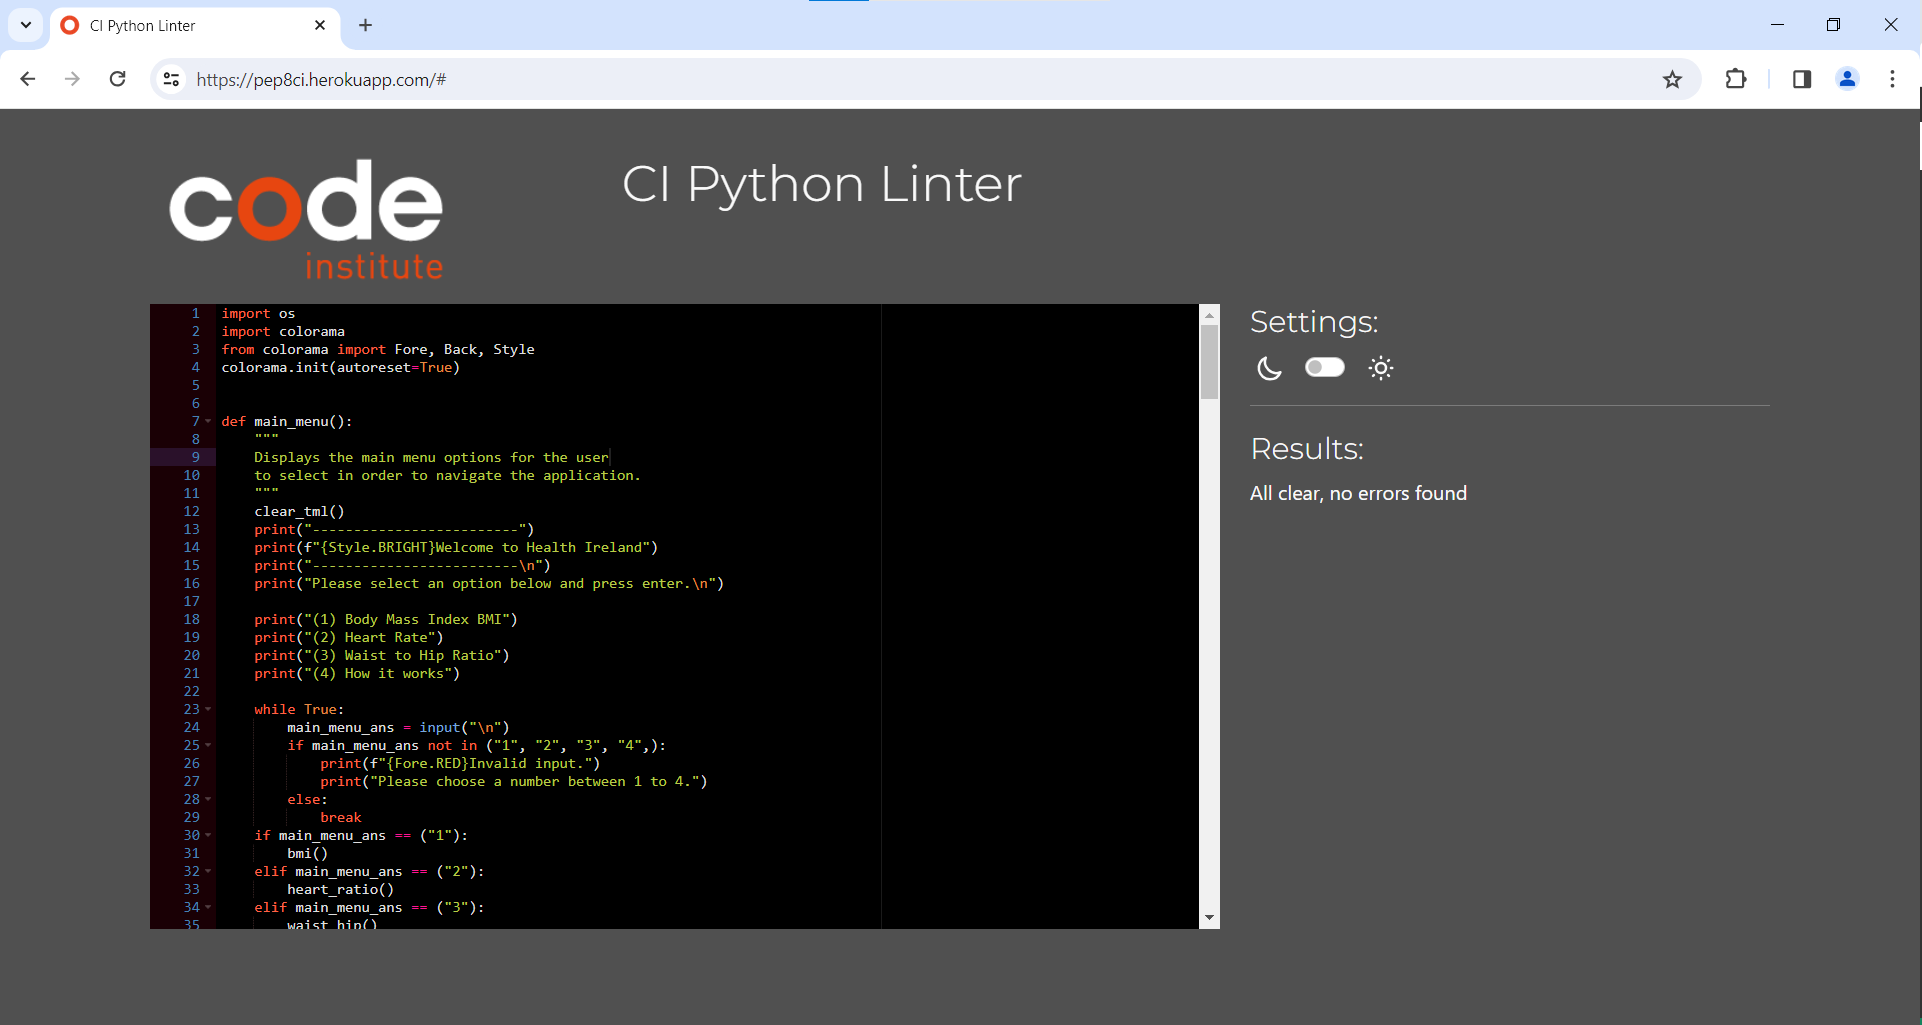 CI Python Linter
https://pep8ci.herokuapp.com/#
code
institute
CI Python Linter
1 import os
2 import colorama
3 from colorama import Fore, Back, Style
4 colorama.init(autoreset=True)
5
6
7 def main_menu():
8     """
9     Displays the main menu options for the user
10     to select in order to navigate the application.
11     """
12     clear_tml()
13     print("-------------------------")
14     print(f"{Style.BRIGHT}Welcome to Health Ireland")
15     print("-------------------------\n")
16     print("Please select an option below and press enter.\n")
17
18     print("(1) Body Mass Index BMI")
19     print("(2) Heart Rate")
20     print("(3) Waist to Hip Ratio")
21     print("(4) How it works")
22
23     while True:
24         main_menu_ans = input("\n")
25         if main_menu_ans not in ("1", "2", "3", "4",):
26             print(f"{Fore.RED}Invalid input.")
27             print("Please choose a number between 1 to 4.")
28         else:
29             break
30     if main_menu_ans == ("1"):
31         bmi()
32     elif main_menu_ans == ("2"):
33         heart_ratio()
34     elif main_menu_ans == ("3"):
35         waist_hip()
Settings:
Results:
All clear, no errors found